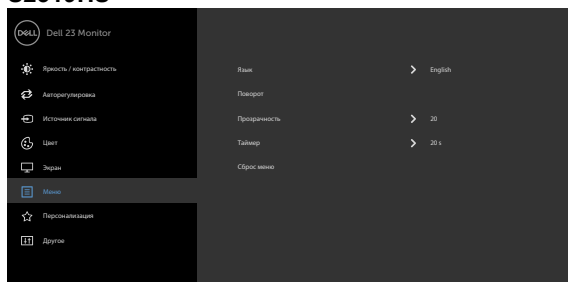 DELL Dell 23 Monitor
Яркость / контрастность
Авторегулировка
Источник сигнала
Цвет
Экран
Меню
Персонализация
Другое
Язык English
Поворот
Прозрачность 20
Таймер 20 s
Сброс меню